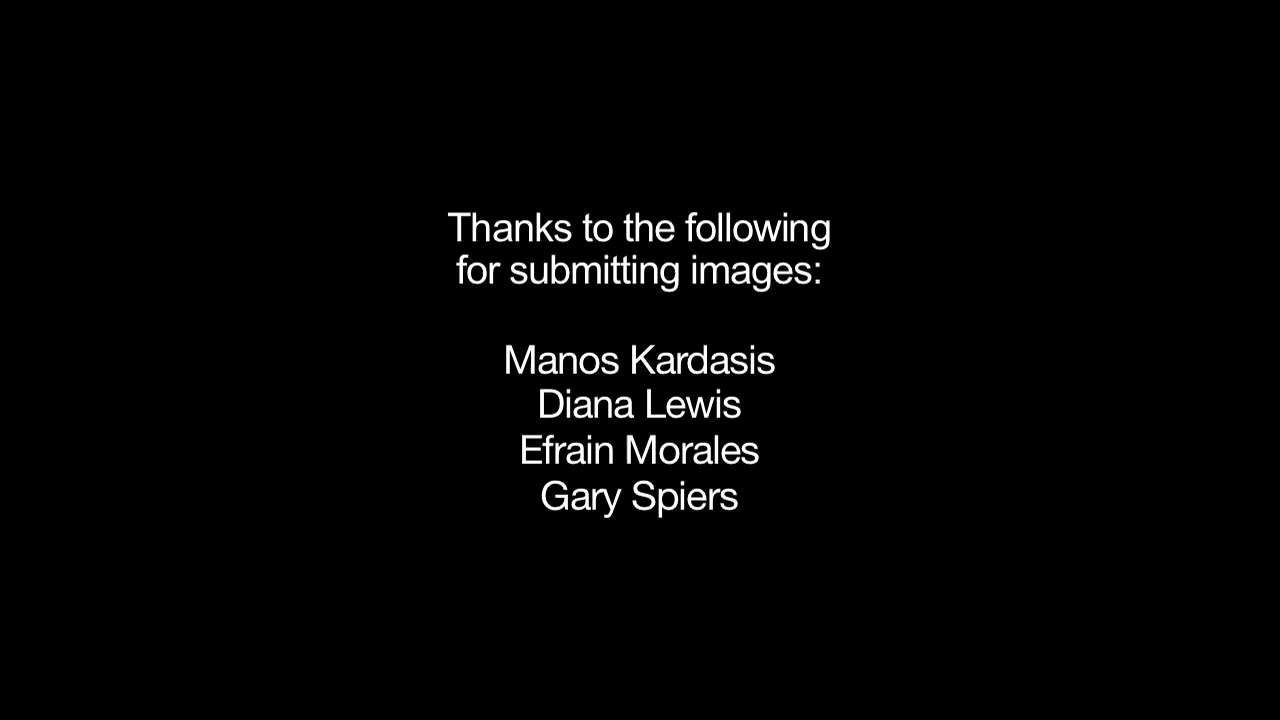 Thanks to the following
for submitting images:
Manos Kardasis
Diana Lewis
Efrain Morales
Gary Spiers